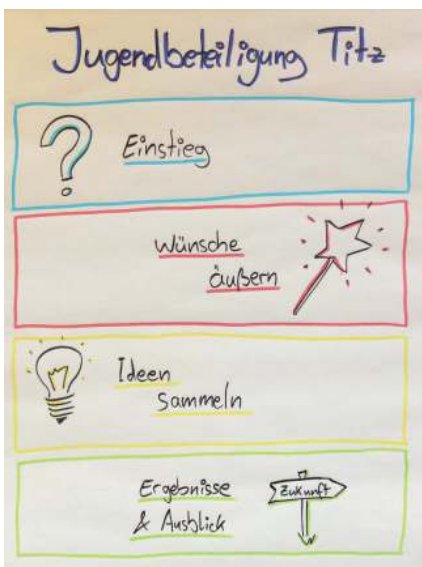 Jugendbeteiligung Titz
Einstieg
Wünsche
äußern
Ideen
sammeln
Ergebnisse
& Ausblick
Zukunft